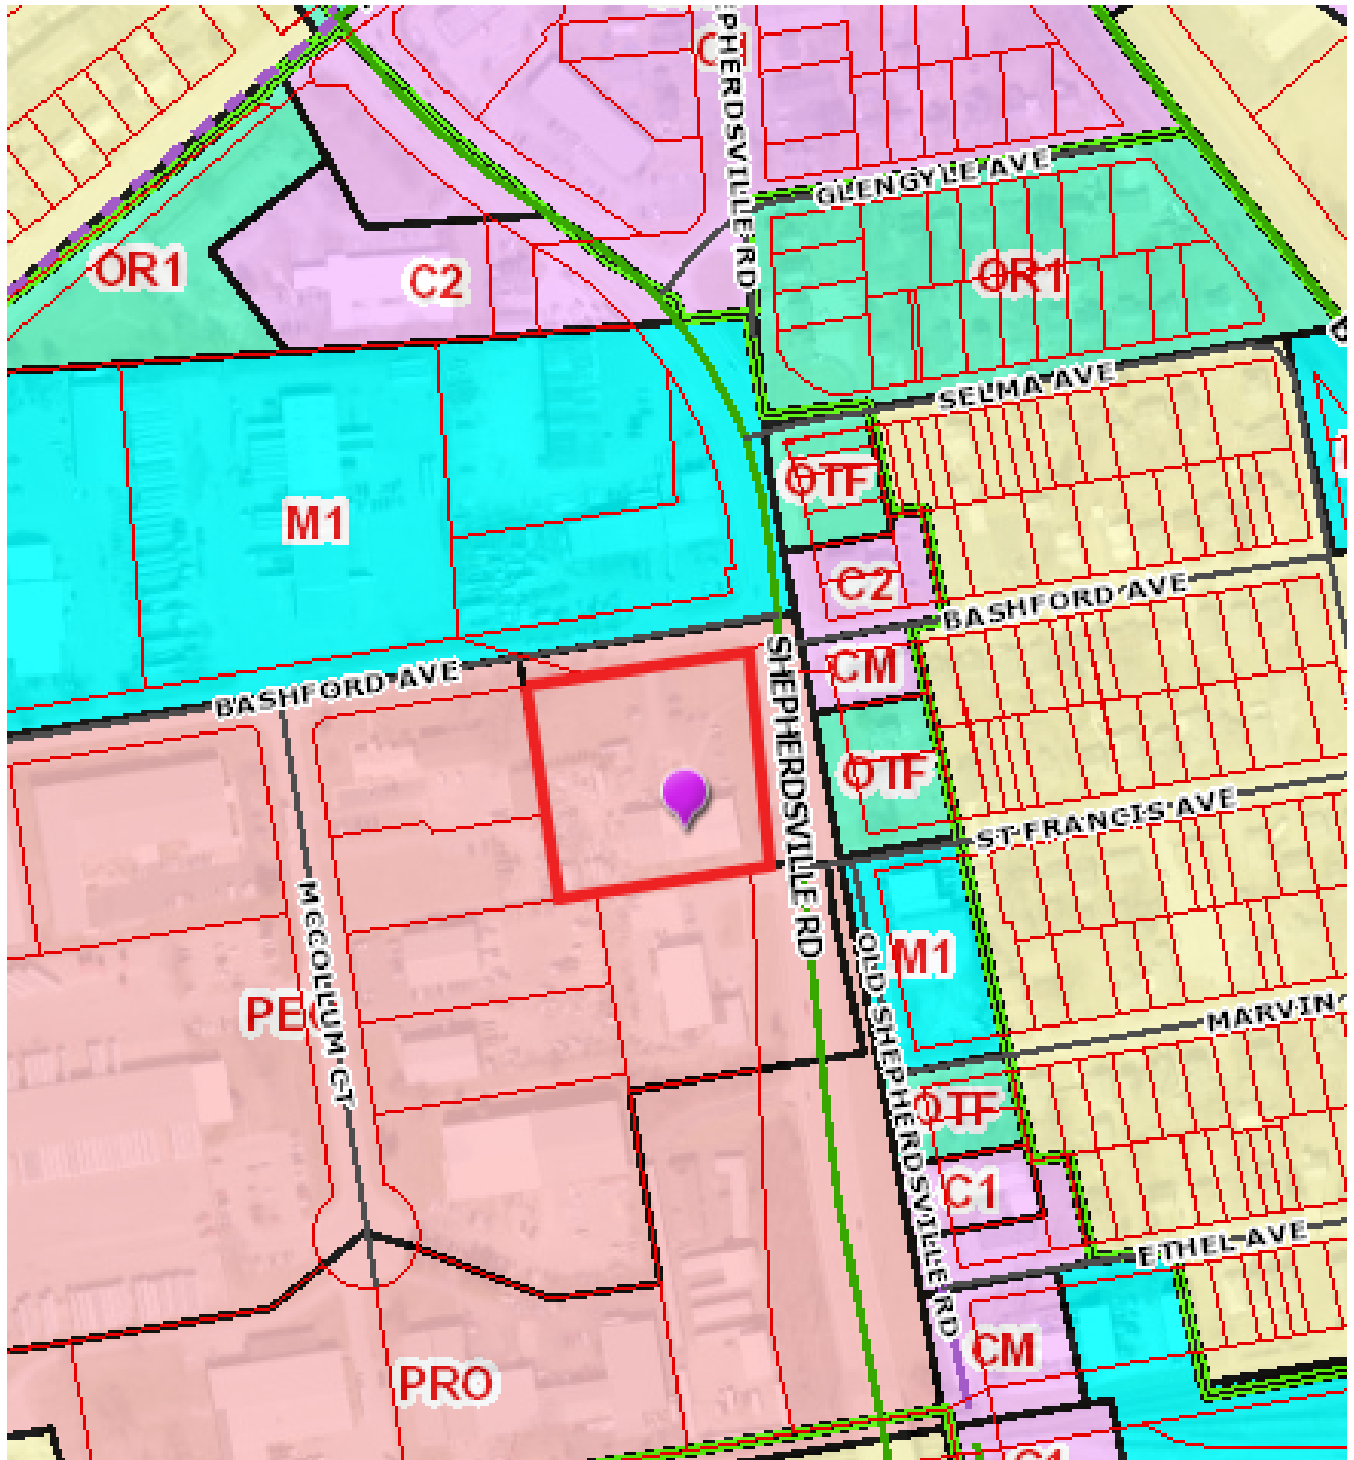 SHEPHERDSVILLE RD
GLENGYLE AVE
OR1
C2
OR1
SELMA AVE
OTF
M1
C2
BASHFORD AVE
CM
BASHFORD AVE
SHEPHERDSVILLE RD
OTF
ST FRANCIS AVE
MCCOLLUM CT
OLD SHEPHERDSVILLE RD
M1
MARVIN
OTF
C1
ETHEL AVE
CM
PRO
C1